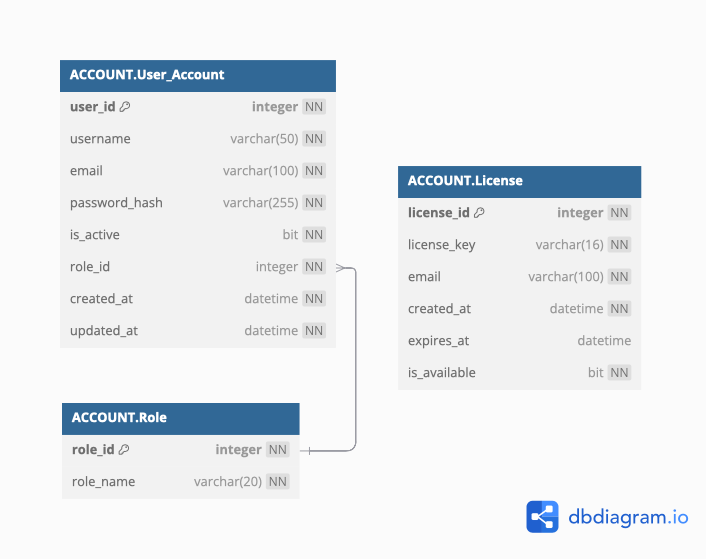 ACCOUNT.User_Account
user_id integer NN
username varchar(50) NN
email varchar(100) NN
password_hash varchar(255) NN
is_active bit NN
role_id integer NN
created_at datetime NN
updated_at datetime NN
ACCOUNT.License
license_id integer NN
license_key varchar(16) NN
email varchar(100) NN
created_at datetime NN
expires_at datetime
is_available bit NN
ACCOUNT.Role
role_id integer NN
role_name varchar(20) NN
dbdiagram.io